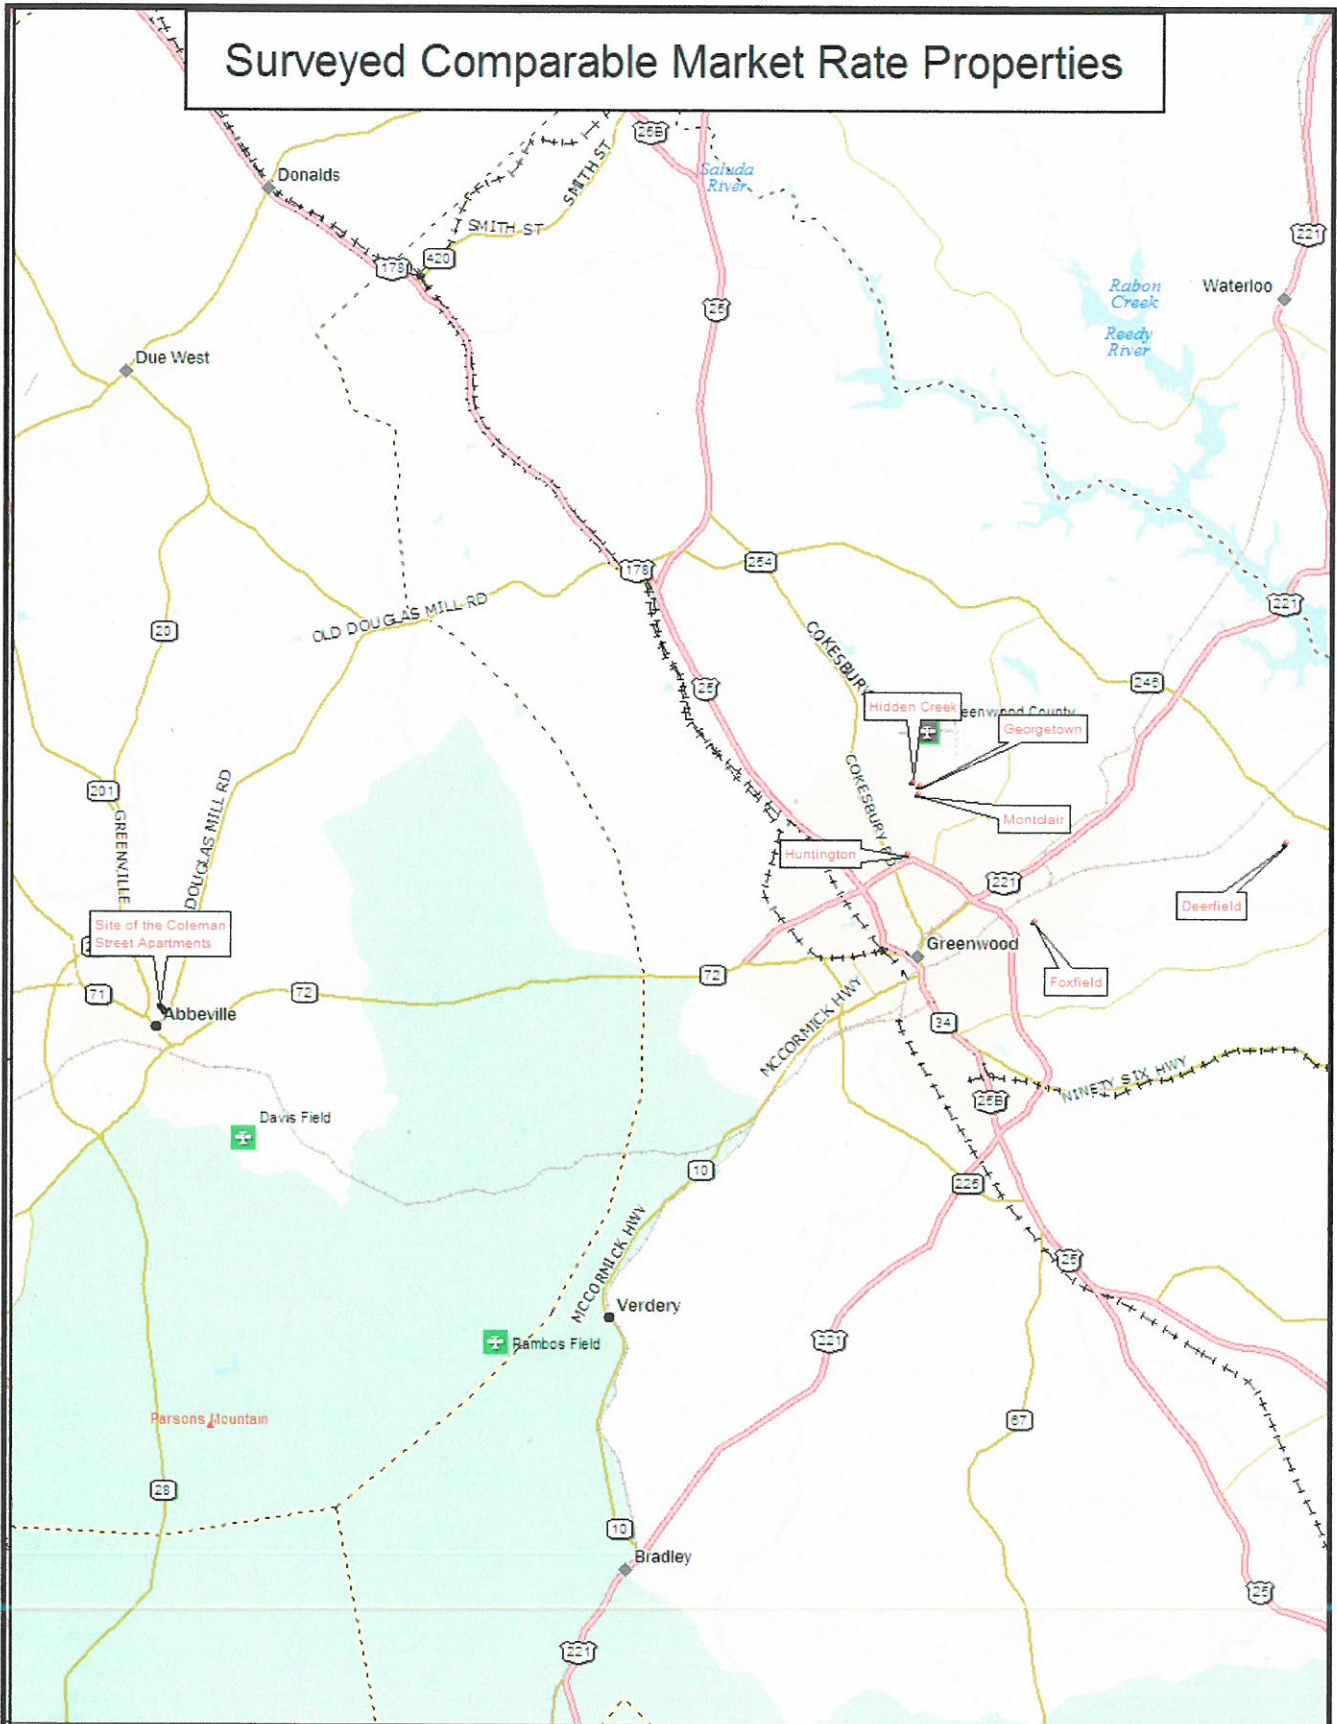 Surveyed Comparable Market Rate Properties
25B
Saluda
River
Donalds
SMITH ST
SMITH ST
420
178
221
25
Rabon
Creek
Waterloo
Reedy
River
Due West
178
254
221
OLD DOUGLAS MILL RD
20
COKESBURY
25
246
Hidden Creek
eenwood County
Georgetown
201
GREENVILLE
DOUGLAS MILL RD
COKESBURY RD
Montclair
Huntington
221
Deerfield
Site of the Coleman
Street Apartments
Greenwood
72
Foxfield
71
72
Abbeville
MCCORMICK HWY
34
NINETY SIX HWY
25B
Davis Field
10
225
MCCORMICK HWY
25
Verdery
221
Rambos Field
Parsons Mountain
67
28
10
Bradley
25
221